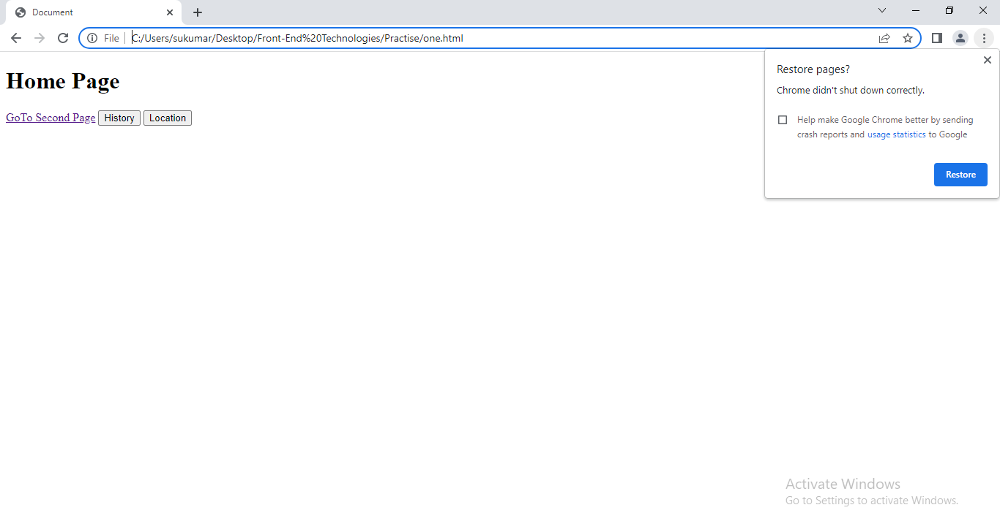 Document
File C:/Users/sukumar/Desktop/Front-End%20Technologies/Practise/one.html
Home Page
GoTo Second Page History Location
Restore pages?
Chrome didn't shut down correctly.
Help make Google Chrome better by sending
crash reports and usage statistics to Google
Restore
Activate Windows
Go to Settings to activate Windows.